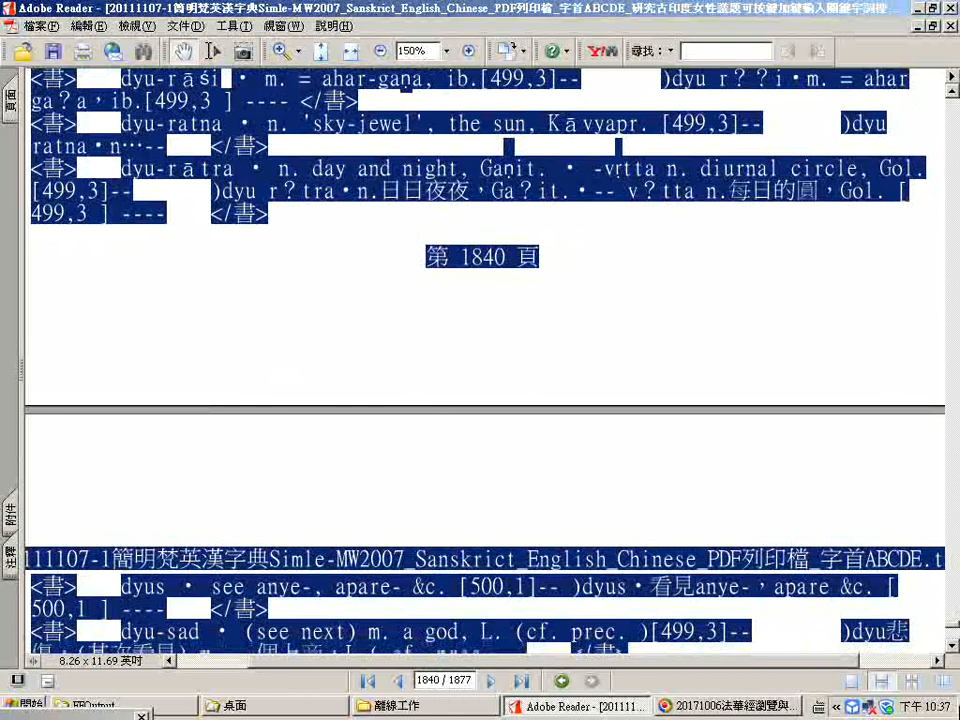 Adobe Reader - [20111107-1簡明梵英漢字典Simle-MW2007_Sanskrict_English_Chinese_PDF列印檔_字首ABCDE_研究古印度女性議題可按鍵加鍵輸入關鍵字詞搜
檔案(F) 編輯(E) 檢視(V) 文件(D) 工具(T) 視窗(W) 說明(H)
150% 尋找：
頁面
<書> dyu-rāśi • m. = ahar-gaṇa, ib.[499,3]-- )dyu r？？i•m. = ahar
ga？a，ib.[499,3 ] ---- </書>
<書> dyu-ratna • n. 'sky-jewel', the sun, Kāvyapr. [499,3]-- )dyu
ratna•n…-- </書>
<書> dyu-rātra • n. day and night, Gaṇit. • -vṛtta n. diurnal circle, Gol.
[499,3]-- )dyu r？tra•n.日日夜夜，Ga？it.•-- v？tta n.每日的圓，Gol. [
499,3 ] ---- </書>
第 1840 頁
附件
注釋
111107-1簡明梵英漢字典Simle-MW2007_Sanskrict_English_Chinese_PDF列印檔_字首ABCDE.t
<書> dyus • see anye-, apare- &c. [500,1]-- )dyus•看見anye-，apare &c. [
500,1 ] ---- </書>
<書> dyu-sad • (see next) m. a god, L. (cf. prec. )[499,3]-- )dyu悲
8.26 x 11.69 英吋
1840 / 1877
開始 FFOutput 桌面 離線工作 Adobe Reader - [201111... 20171006法華經瀏覽與... 下午 10:37